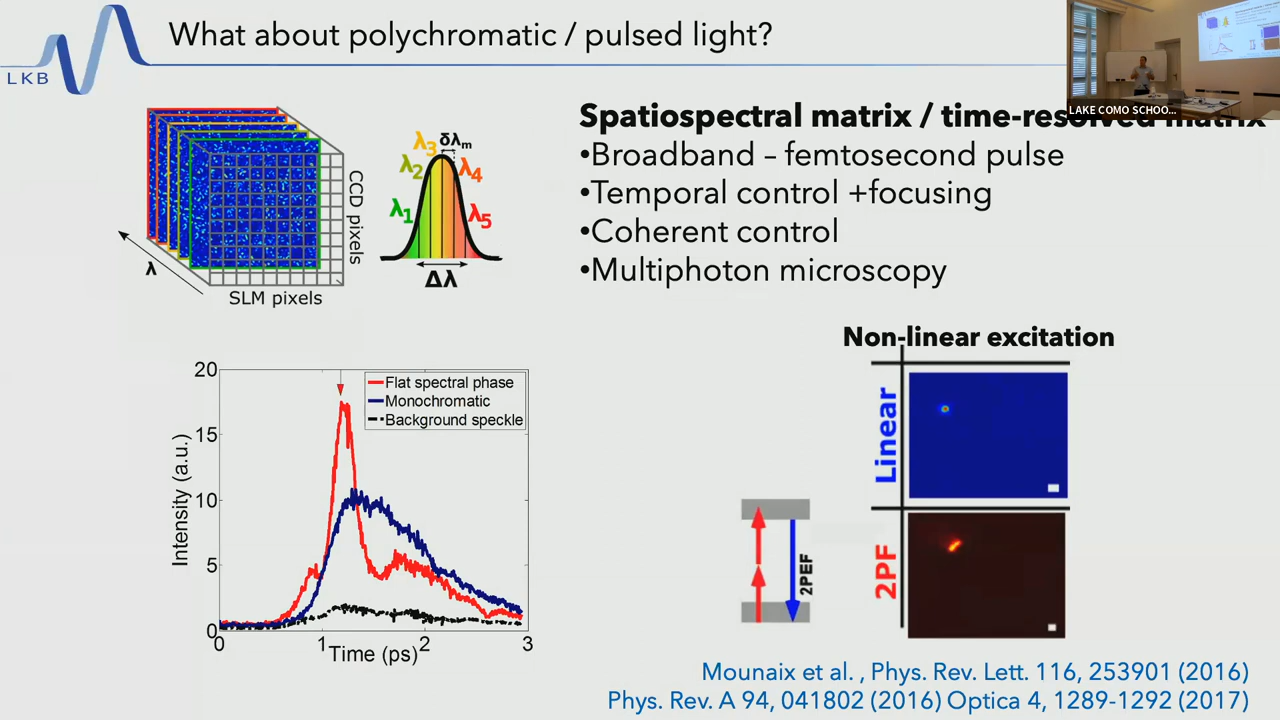 What about polychromatic / pulsed light?
LKB
LAKE COMO SCHOO...
Spatiospectral matrix / time-resolved matrix
•Broadband – femtosecond pulse
•Temporal control +focusing
•Coherent control
•Multiphoton microscopy
CCD pixels
SLM pixels
λ
λ1
λ2
λ3
δλm
λ4
λ5
Δλ
Non-linear excitation
Linear
2PF
2PEF
20
15
10
5
0
Intensity (a.u.)
Flat spectral phase
Monochromatic
Background speckle
0 1 2 3
Time (ps)
Mounaix et al. , Phys. Rev. Lett. 116, 253901 (2016)
Phys. Rev. A 94, 041802 (2016) Optica 4, 1289-1292 (2017)